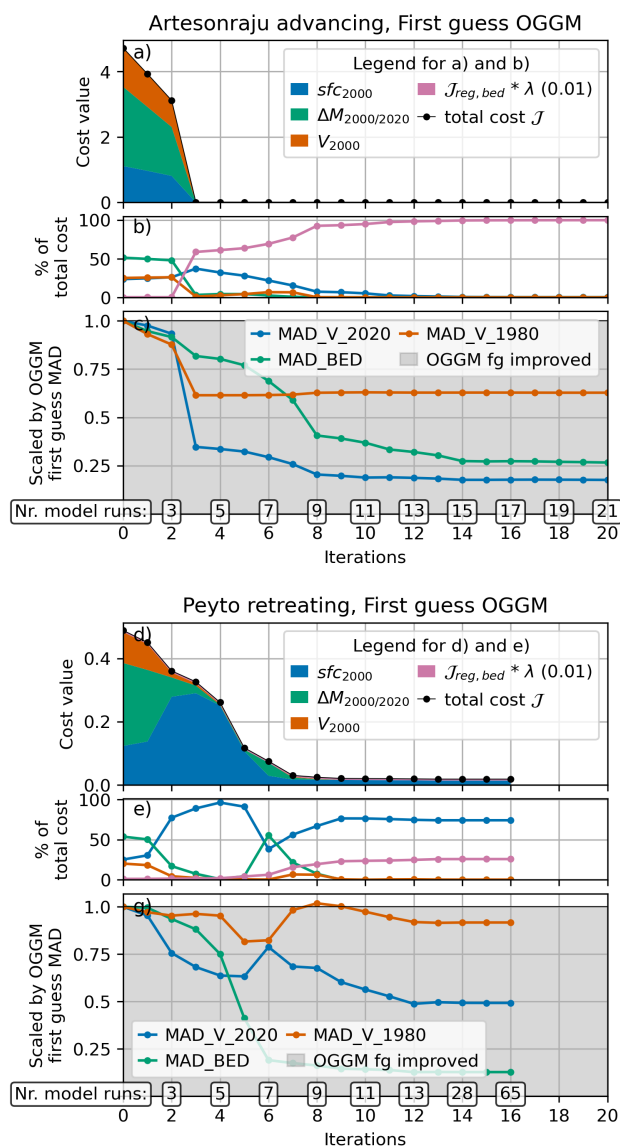 Artesonraju advancing, First guess OGGM
a)
Legend for a) and b)
sfc2000
ΔM2000/2020
V2000
Jreg, bed * λ (0.01)
total cost J
Cost value
4
2
0
b)
% of
total cost
100
50
0
c)
MAD_V_2020
MAD_BED
MAD_V_1980
OGGM fg improved
Scaled by OGGM
first guess MAD
1.0
0.75
0.5
0.25
Nr. model runs: 3 5 7 9 11 13 15 17 19 21
0 2 4 6 8 10 12 14 16 18 20
Iterations
Peyto retreating, First guess OGGM
d)
Legend for d) and e)
sfc2000
ΔM2000/2020
V2000
Jreg, bed * λ (0.01)
total cost J
Cost value
0.4
0.2
0.0
e)
% of
total cost
100
50
0
g)
MAD_V_2020
MAD_BED
MAD_V_1980
OGGM fg improved
Scaled by OGGM
first guess MAD
1.0
0.75
0.5
0.25
Nr. model runs: 3 5 7 9 11 13 28 65
0 2 4 6 8 10 12 14 16 18 20
Iterations